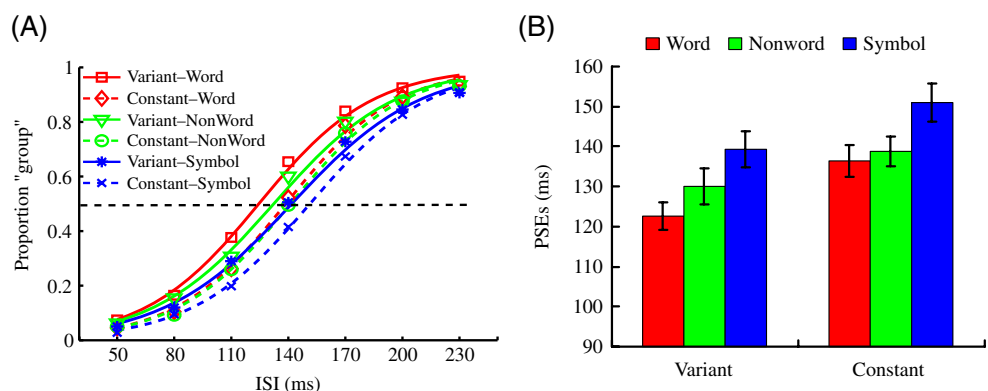 (A)
Proportion "group"
1
0.8
0.6
0.4
0.2
0
Variant–Word
Constant–Word
Variant–NonWord
Constant–NonWord
Variant–Symbol
Constant–Symbol
50 80 110 140 170 200 230
ISI (ms)
(B)
Word Nonword Symbol
PSEs (ms)
160
150
140
130
120
110
100
90
Variant Constant